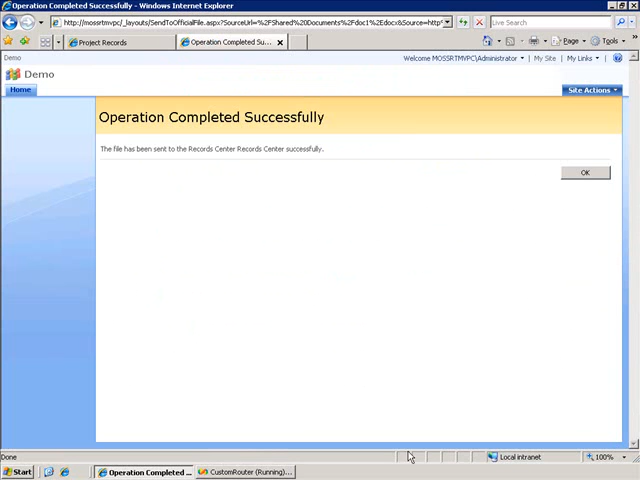 Operation Completed Successfully - Windows Internet Explorer
http://mossrtmvpc/_layouts/SendToOfficialFile.aspx?SourceUrl=%2FShared%20Documents%2Fdoc1%2Edocx&Source=http%
Live Search
Project Records
Operation Completed Su...
Page
Tools
Demo
Welcome MOSSRTMVPC\Administrator
My Site
My Links
Demo
Home
Site Actions
Operation Completed Successfully
The file has been sent to the Records Center Records Center successfully.
OK
Done
Local intranet
100%
Start
Operation Completed ...
CustomRouter (Running)...